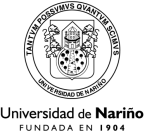 TANTVM POSSVMVS QVANTVM SCIMVS
UNIVERSIDAD DE NARIÑO
Universidad de Nariño
FUNDADA EN 1904